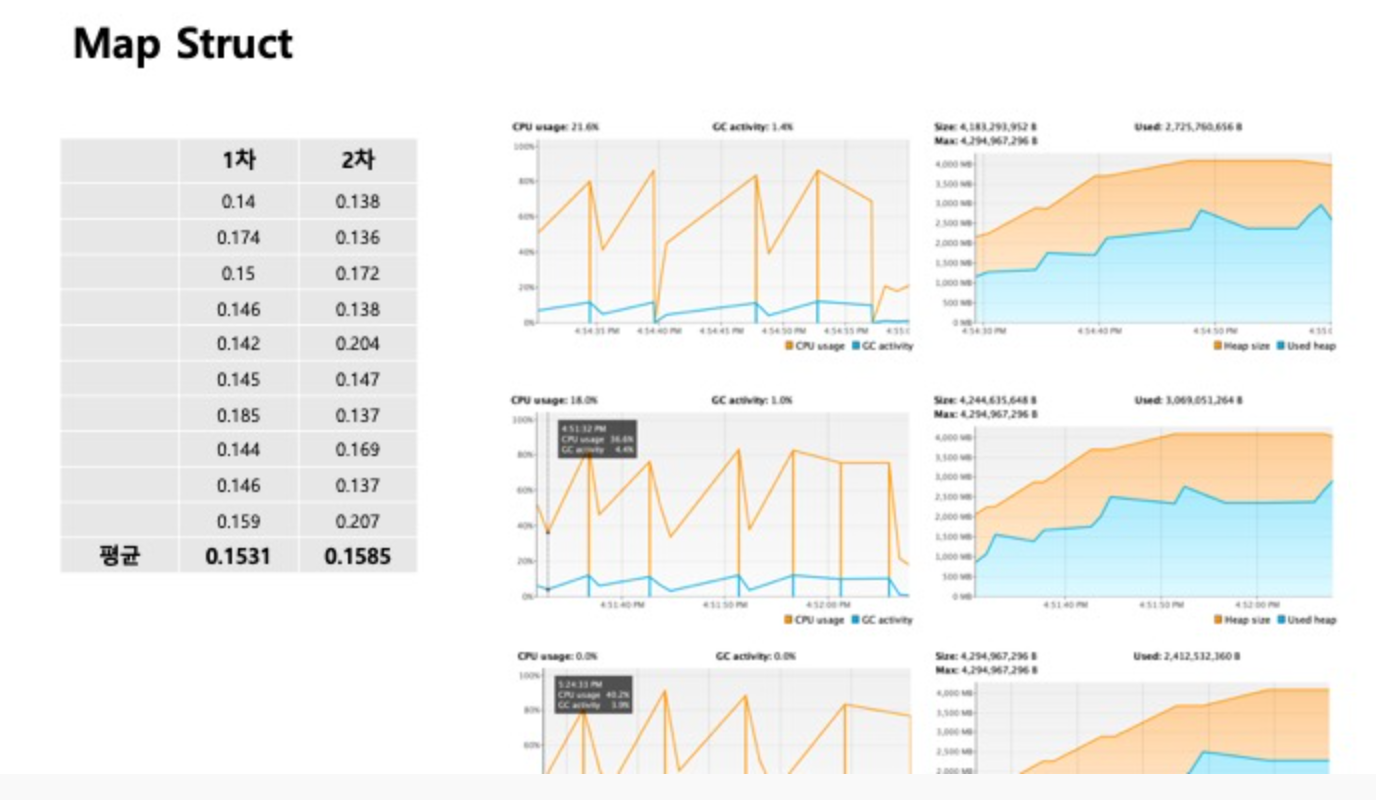 Map Struct
1차 2차
0.14 0.138
0.174 0.136
0.15 0.172
0.146 0.138
0.142 0.204
0.145 0.147
0.185 0.137
0.144 0.169
0.146 0.137
0.159 0.207
평균 0.1531 0.1585
CPU usage: 21.6% GC activity: 1.4%
100%
80%
60%
40%
20%
0%
4:54:35 PM 4:54:40 PM 4:54:45 PM 4:54:50 PM 4:54:55 PM 4:55:0
CPU usage GC activity
Size: 4,183,293,952 B Used: 2,725,760,656 B
Max: 4,294,967,296 B
4,000 MB
3,500 MB
3,000 MB
2,500 MB
2,000 MB
1,500 MB
1,000 MB
500 MB
0 MB
4:54:30 PM 4:54:40 PM 4:54:50 PM 4:55:0
Heap size Used heap
CPU usage: 18.0% GC activity: 1.0%
100%
80%
60%
40%
20%
0%
4:51:32 PM
CPU usage 36.6%
GC activity 4.4%
4:51:40 PM 4:51:50 PM 4:52:00 PM
CPU usage GC activity
Size: 4,244,635,648 B Used: 3,069,051,264 B
Max: 4,294,967,296 B
4,000 MB
3,500 MB
3,000 MB
2,500 MB
2,000 MB
1,500 MB
1,000 MB
500 MB
0 MB
4:51:40 PM 4:51:50 PM 4:52:00 PM
Heap size Used heap
CPU usage: 0.0% GC activity: 0.0%
100%
80%
60%
5:24:33 PM
CPU usage 40.2%
GC activity 3.9%
Size: 4,294,967,296 B Used: 2,412,532,360 B
Max: 4,294,967,296 B
4,000 MB
3,500 MB
3,000 MB
2,500 MB
2,000 MB